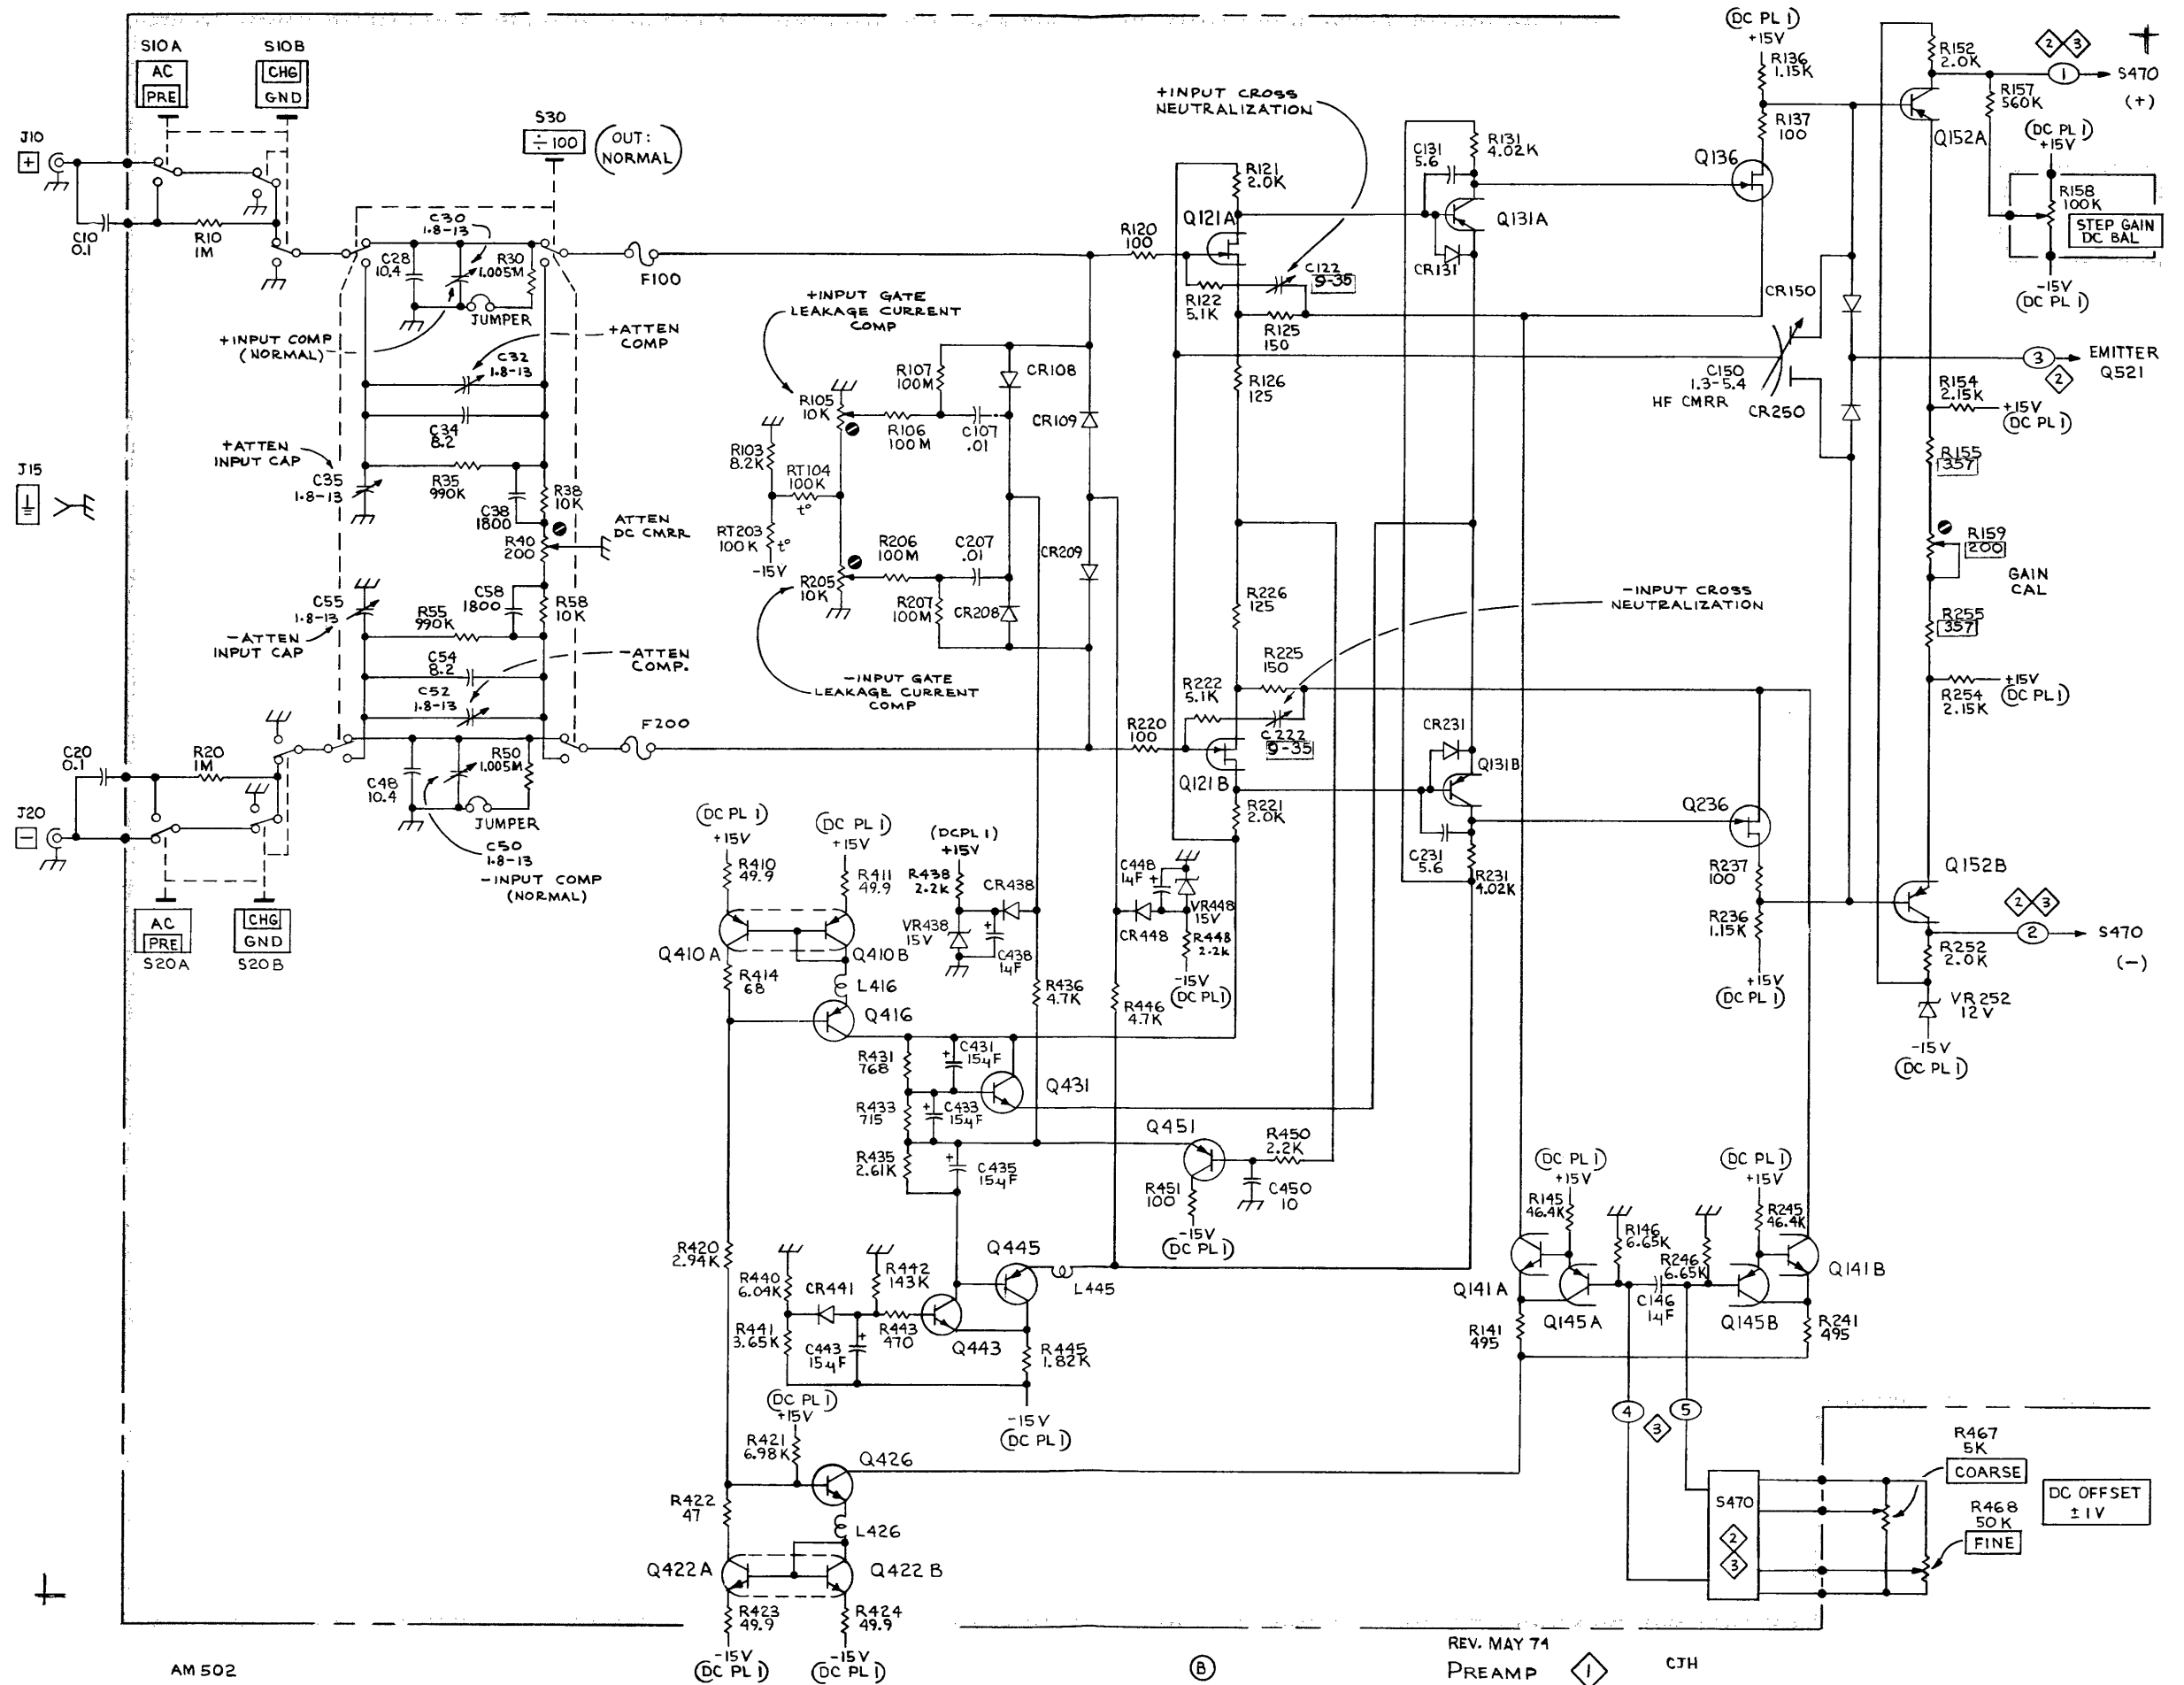 S10A
AC
PRE
S10B
CHG
GND
J10
+
C10
0.1
R10
1M
S30
÷ 100
(OUT:
NORMAL)
C30
1.8-13
C28
10.4
R30
1.005M
JUMPER
F100
+INPUT COMP
(NORMAL)
+ATTEN
COMP
C32
1.8-13
C34
8.2
+ATTEN
INPUT CAP
C35
1.8-13
R35
990K
C38
1800
R38
10K
R40
200
ATTEN
DC CMRR
J15
C55
1.8-13
R55
990K
C58
1800
R58
10K
-ATTEN
INPUT CAP
C54
8.2
C52
1.8-13
-ATTEN
COMP.
F200
C20
0.1
R20
1M
C48
10.4
R50
1.005M
JUMPER
C50
1.8-13
-INPUT COMP
(NORMAL)
J20
-
AC
PRE
S20A
CHG
GND
S20B
+INPUT GATE
LEAKAGE CURRENT
COMP
R105
10K
R103
8.2K
RT104
100K
t°
RT203
100K t°
-15V
R205
10K
R106
100M
R107
100M
C107
.01
CR108
CR109
R206
100M
C207
.01
R207
100M
CR208
CR209
-INPUT GATE
LEAKAGE CURRENT
COMP
+INPUT CROSS
NEUTRALIZATION
R120
100
R121
2.0K
Q121A
R122
5.1K
C122
9-35
R125
150
R126
125
C131
5.6
R131
4.02K
Q131A
CR131
R226
125
R225
150
R222
5.1K
C222
9-35
R220
100
Q121B
R221
2.0K
-INPUT CROSS
NEUTRALIZATION
CR231
Q131B
C231
5.6
R231
4.02K
(DC PL 1)
+15V
R136
1.15K
R137
100
Q136
CR150
C150
1.3-5.4
HF CMRR
CR250
Q236
R237
100
R236
1.15K
+15V
(DC PL 1)
R152
2.0K
Q152A
2 3
1
S470
(+)
R157
560K
(DC PL 1)
+15V
R158
100K
STEP GAIN
DC BAL
-15V
(DC PL 1)
3
EMITTER
Q521
2
R154
2.15K
+15V
(DC PL 1)
R155
357
R159
200
GAIN
CAL
R255
357
+15V
(DC PL 1)
R254
2.15K
Q152B
2 3
2
S470
(-)
R252
2.0K
VR252
12V
-15V
(DC PL 1)
(DC PL 1)
+15V
R410
49.9
(DC PL 1)
+15V
R411
49.9
Q410A
Q410B
R414
68
L416
Q416
(DC PL 1)
+15V
R438
2.2K
CR438
VR438
15V
C438
1µF
R436
4.7K
C448
1µF
VR448
15V
CR448
R448
2.2K
-15V
(DC PL 1)
R446
4.7K
R431
768
C431
15µF
Q431
R433
715
C433
15µF
R435
2.61K
C435
15µF
Q451
R450
2.2K
R451
100
C450
10
-15V
(DC PL 1)
R420
2.94K
R440
6.04K
CR441
R442
143K
R441
3.65K
C443
15µF
R443
470
Q443
Q445
L445
R445
1.82K
-15V
(DC PL 1)
(DC PL 1)
+15V
R421
6.98K
Q426
R422
47
L426
Q422A
Q422B
R423
49.9
R424
49.9
-15V
(DC PL 1)
-15V
(DC PL 1)
(DC PL 1)
+15V
R145
46.4K
(DC PL 1)
+15V
R245
46.4K
R146
6.65K
R246
6.65K
Q141A
Q145A
C146
1µF
Q145B
Q141B
R141
495
R241
495
4
3
5
S470
2
3
R467
5K
COARSE
R468
50K
FINE
DC OFFSET
±1V
AM 502
B
REV. MAY 74
PREAMP
1
CJH